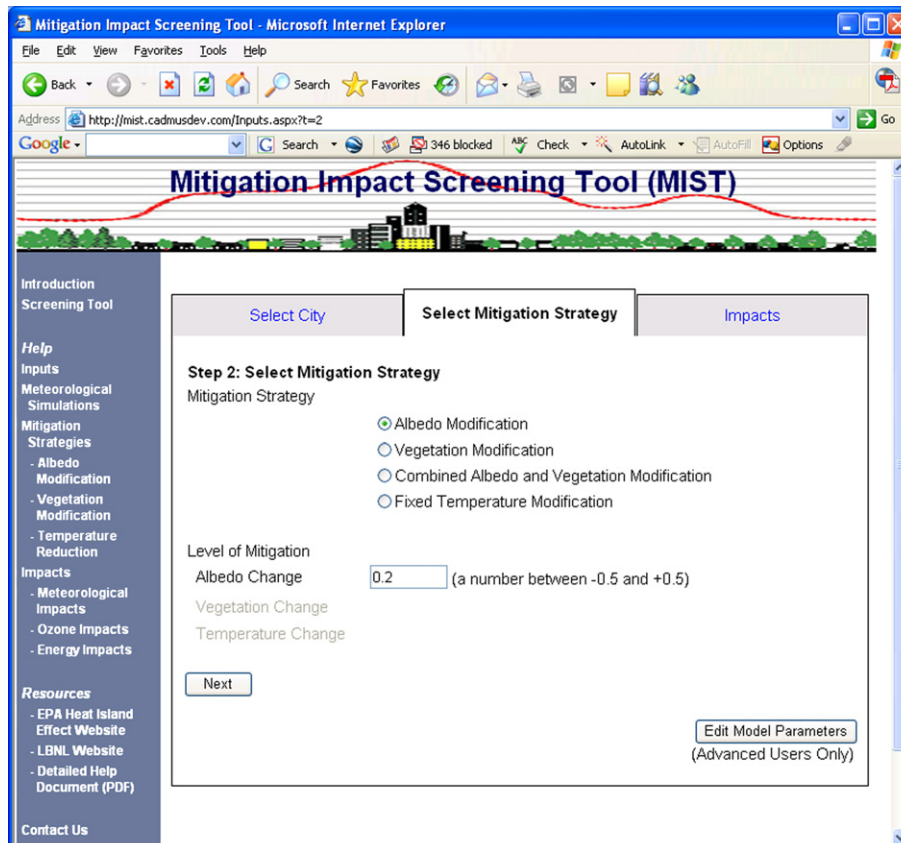 Mitigation Impact Screening Tool - Microsoft Internet Explorer
File Edit View Favorites Tools Help
Back Search Favorites
Address http://mist.cadmusdev.com/Inputs.aspx?t=2 Go
Google Search 346 blocked ABC Check AutoLink AutoFill Options
Mitigation Impact Screening Tool (MIST)
Introduction
Screening Tool
Help
Inputs
Meteorological
Simulations
Mitigation
Strategies
- Albedo
Modification
- Vegetation
Modification
- Temperature
Reduction
Impacts
- Meteorological
Impacts
- Ozone Impacts
- Energy Impacts
Resources
- EPA Heat Island
Effect Website
- LBNL Website
- Detailed Help
Document (PDF)
Contact Us
Select City
Select Mitigation Strategy
Impacts
Step 2: Select Mitigation Strategy
Mitigation Strategy
Albedo Modification
Vegetation Modification
Combined Albedo and Vegetation Modification
Fixed Temperature Modification
Level of Mitigation
Albedo Change 0.2 (a number between -0.5 and +0.5)
Vegetation Change
Temperature Change
Next
Edit Model Parameters
(Advanced Users Only)